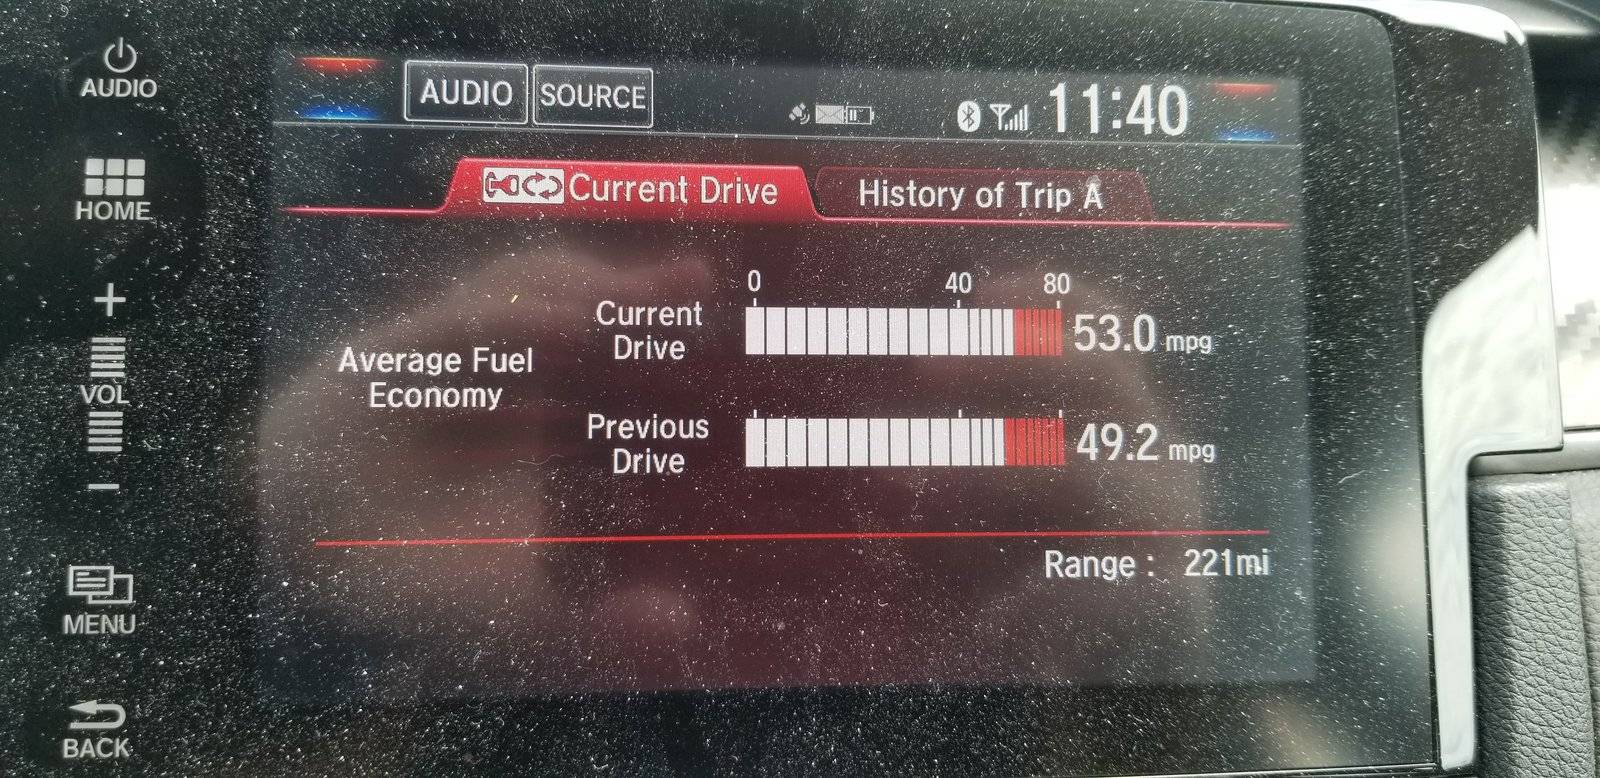 AUDIO
HOME
+
VOL
−
MENU
BACK
AUDIO SOURCE 11:40
Current Drive History of Trip A
0 40 80
Average Fuel
Economy
Current
Drive
53.0 mpg
Previous
Drive
49.2 mpg
Range : 221mi